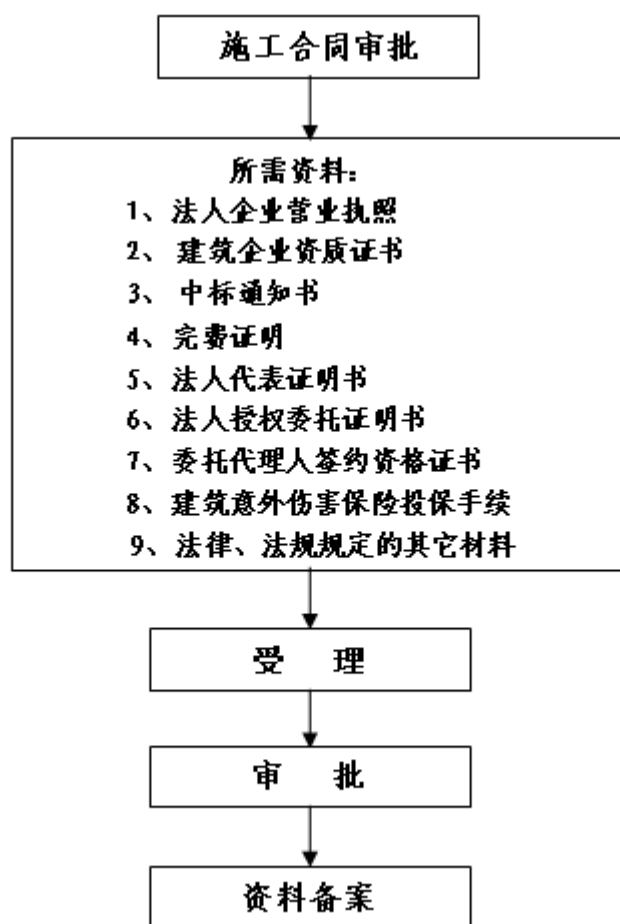 施工合同审批
所需资料：
1、法人企业营业执照
2、建筑企业资质证书
3、中标通知书
4、完费证明
5、法人代表证明书
6、法人授权委托证明书
7、委托代理人签约资格证书
8、建筑意外伤害保险投保手续
9、法律、法规规定的其它材料
受 理
审 批
资料备案